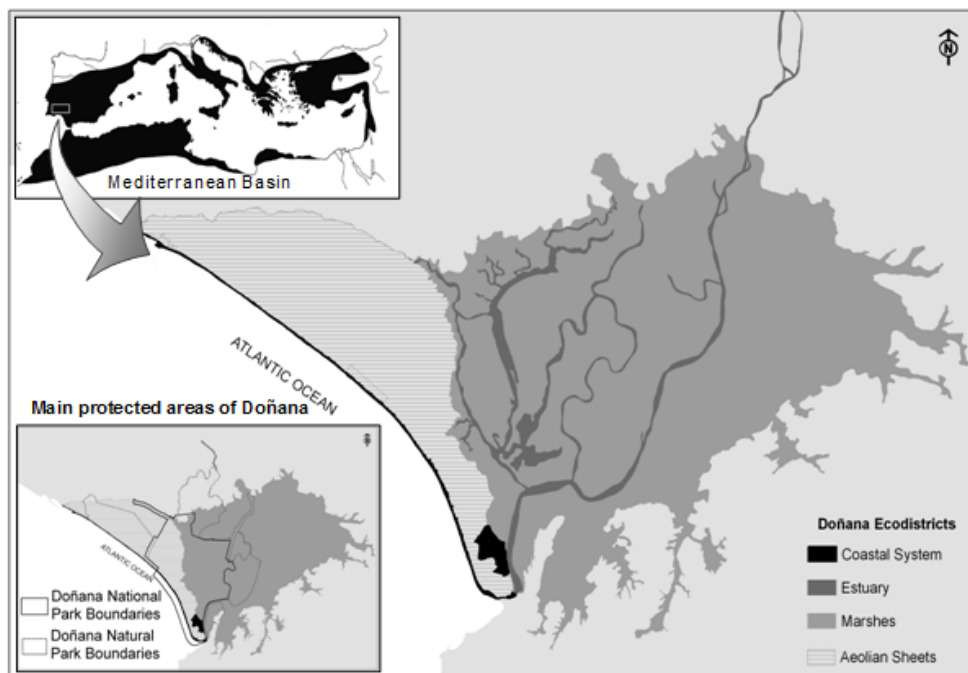 N
Mediterranean Basin
ATLANTIC OCEAN
Main protected areas of Doñana
N
ATLANTIC OCEAN
Doñana National
Park Boundaries
Doñana Natural
Park Boundaries
Doñana Ecodistricts
Coastal System
Estuary
Marshes
Aeolian Sheets